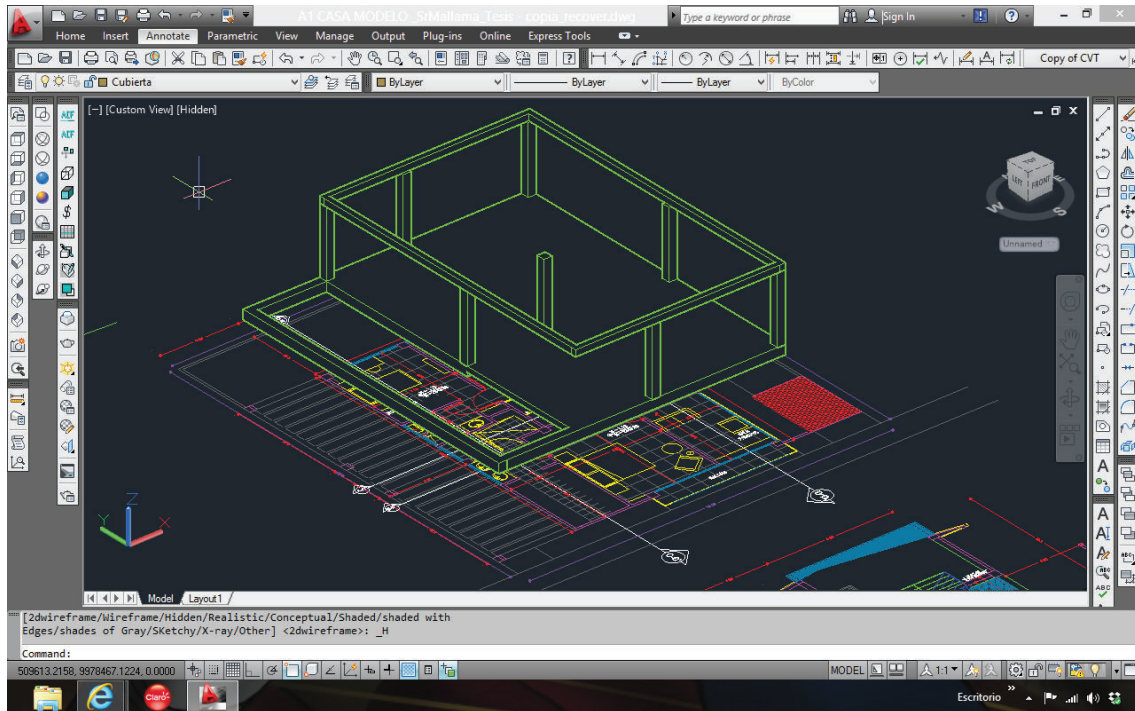 A1 CASA MODELO _StMariana_Tesis - copia_recover.dwg
Type a keyword or phrase
Sign In
Home Insert Annotate Parametric View Manage Output Plug-ins Online Express Tools
Copy of CVT
Cubierta ByLayer ByLayer ByLayer ByColor
[−] [Custom View] [Hidden]
TOP
LEFT FRONT
W S
Unnamed
Z
Y X
Model Layout1
[2dwireframe/Wireframe/Hidden/Realistic/Conceptual/Shaded/shaded with
Edges/shades of Gray/SKetchy/X-ray/Other] <2dwireframe>: _H
Command:
509613.2158, 9978467.1224, 0.0000 MODEL 1:1
Claro
Escritorio